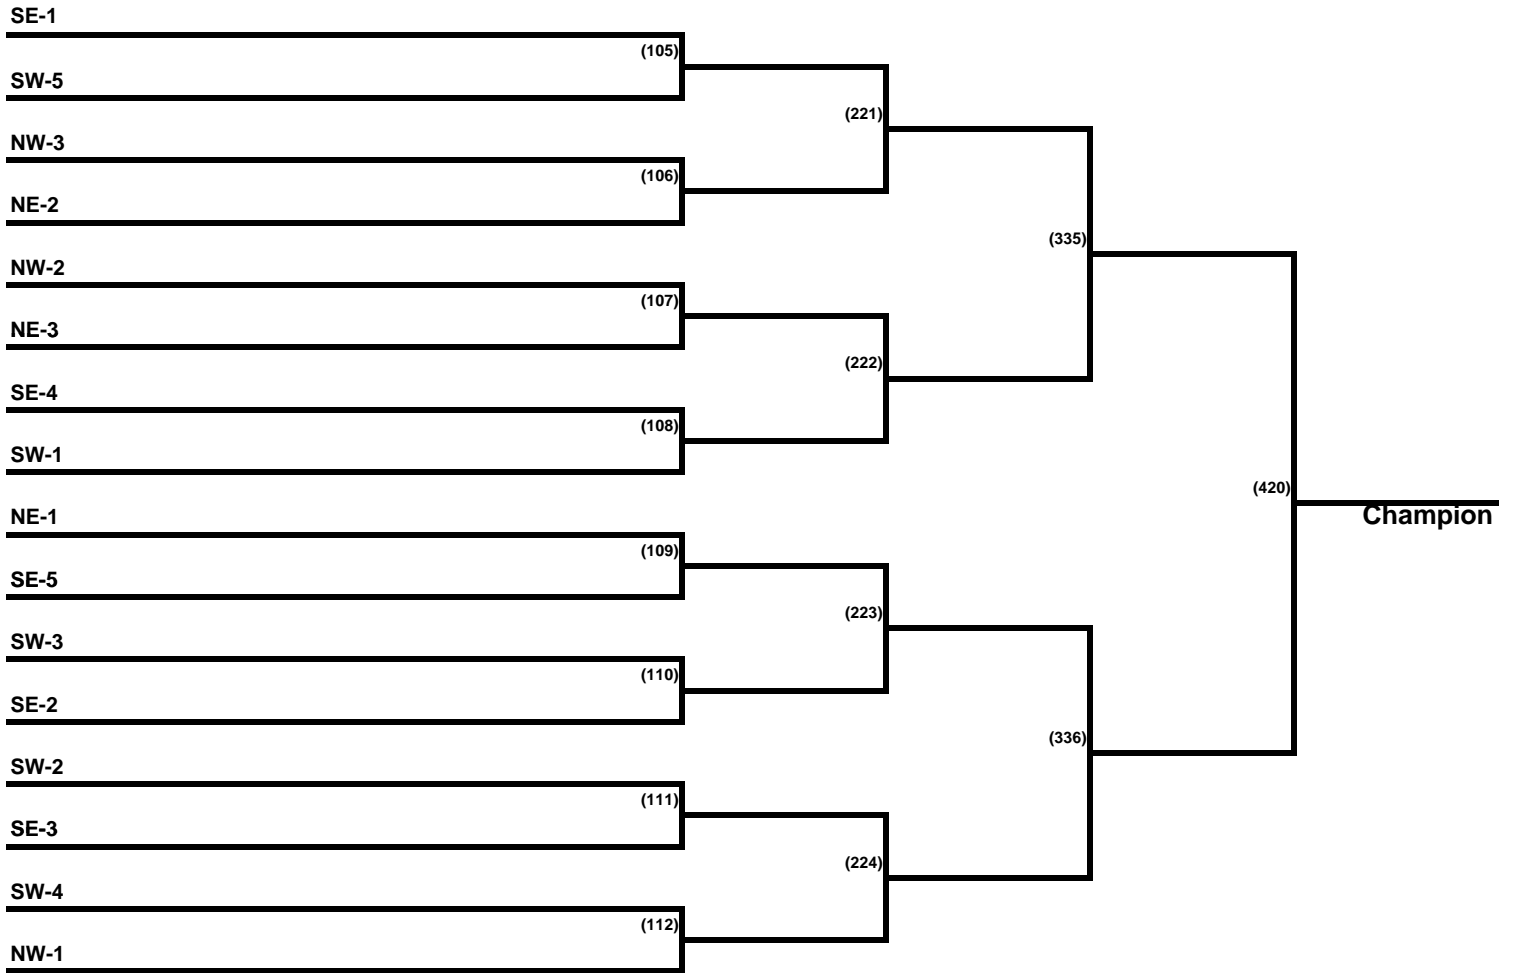 SE-1
(105)
SW-5
(221)
NW-3
(106)
NE-2
(335)
NW-2
(107)
NE-3
(222)
SE-4
(108)
SW-1
(420)
Champion
NE-1
(109)
SE-5
(223)
SW-3
(110)
SE-2
(336)
SW-2
(111)
SE-3
(224)
SW-4
(112)
NW-1